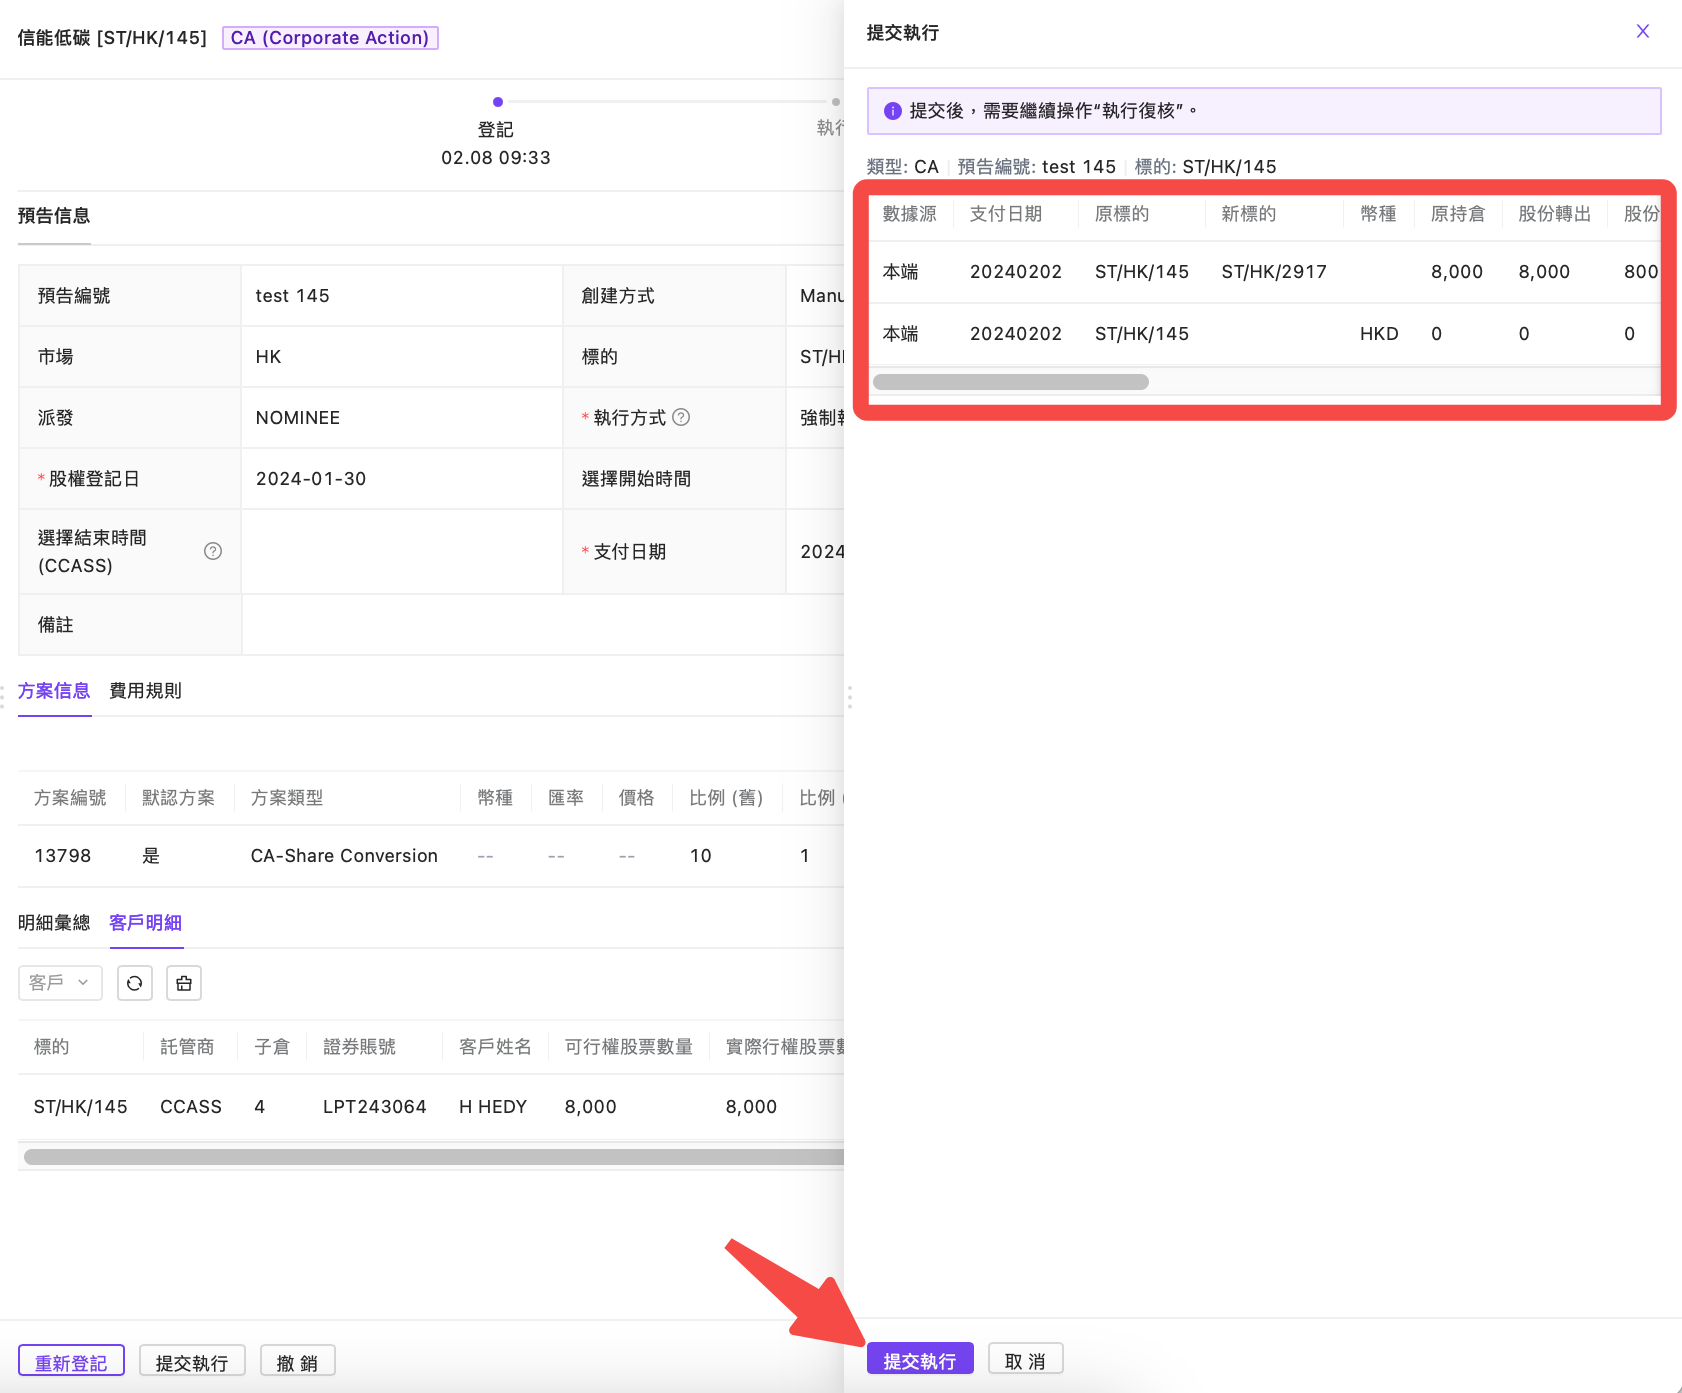 信能低碳 [ST/HK/145] CA (Corporate Action)
登記
02.08 09:33
執行
預告信息
預告編號 test 145 創建方式 Manu
市場 HK 標的 ST/H
派發 NOMINEE * 執行方式 ? 強制
* 股權登記日 2024-01-30 選擇開始時間
選擇結束時間
(CCASS) ? * 支付日期 2024
備註
方案信息 費用規則
方案編號 默認方案 方案類型 幣種 匯率 價格 比例 (舊) 比例 (
13798 是 CA-Share Conversion -- -- -- 10 1
明細彙總 客戶明細
客戶
標的 託管商 子倉 證券賬號 客戶姓名 可行權股票數量 實際行權股票數
ST/HK/145 CCASS 4 LPT243064 H HEDY 8,000 8,000
重新登記 提交執行 撤 銷
提交執行
提交後，需要繼續操作“執行復核”。
類型: CA 預告編號: test 145 標的: ST/HK/145
數據源 支付日期 原標的 新標的 幣種 原持倉 股份轉出 股份
本端 20240202 ST/HK/145 ST/HK/2917 8,000 8,000 800
本端 20240202 ST/HK/145 HKD 0 0 0
提交執行 取 消